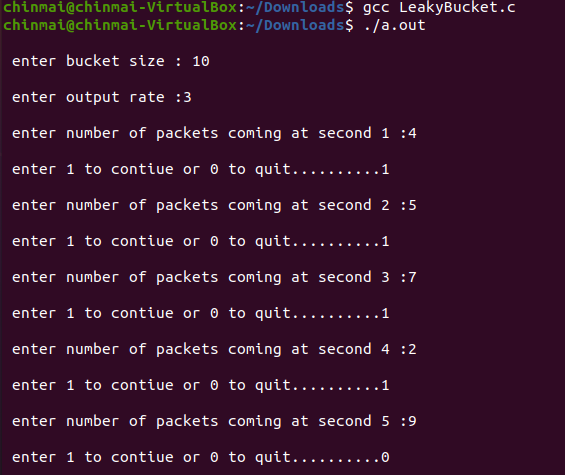 chinmai@chinmai-VirtualBox:~/Downloads$ gcc LeakyBucket.c
chinmai@chinmai-VirtualBox:~/Downloads$ ./a.out
enter bucket size : 10
enter output rate :3
enter number of packets coming at second 1 :4
enter 1 to contiue or 0 to quit..........1
enter number of packets coming at second 2 :5
enter 1 to contiue or 0 to quit..........1
enter number of packets coming at second 3 :7
enter 1 to contiue or 0 to quit..........1
enter number of packets coming at second 4 :2
enter 1 to contiue or 0 to quit..........1
enter number of packets coming at second 5 :9
enter 1 to contiue or 0 to quit..........0